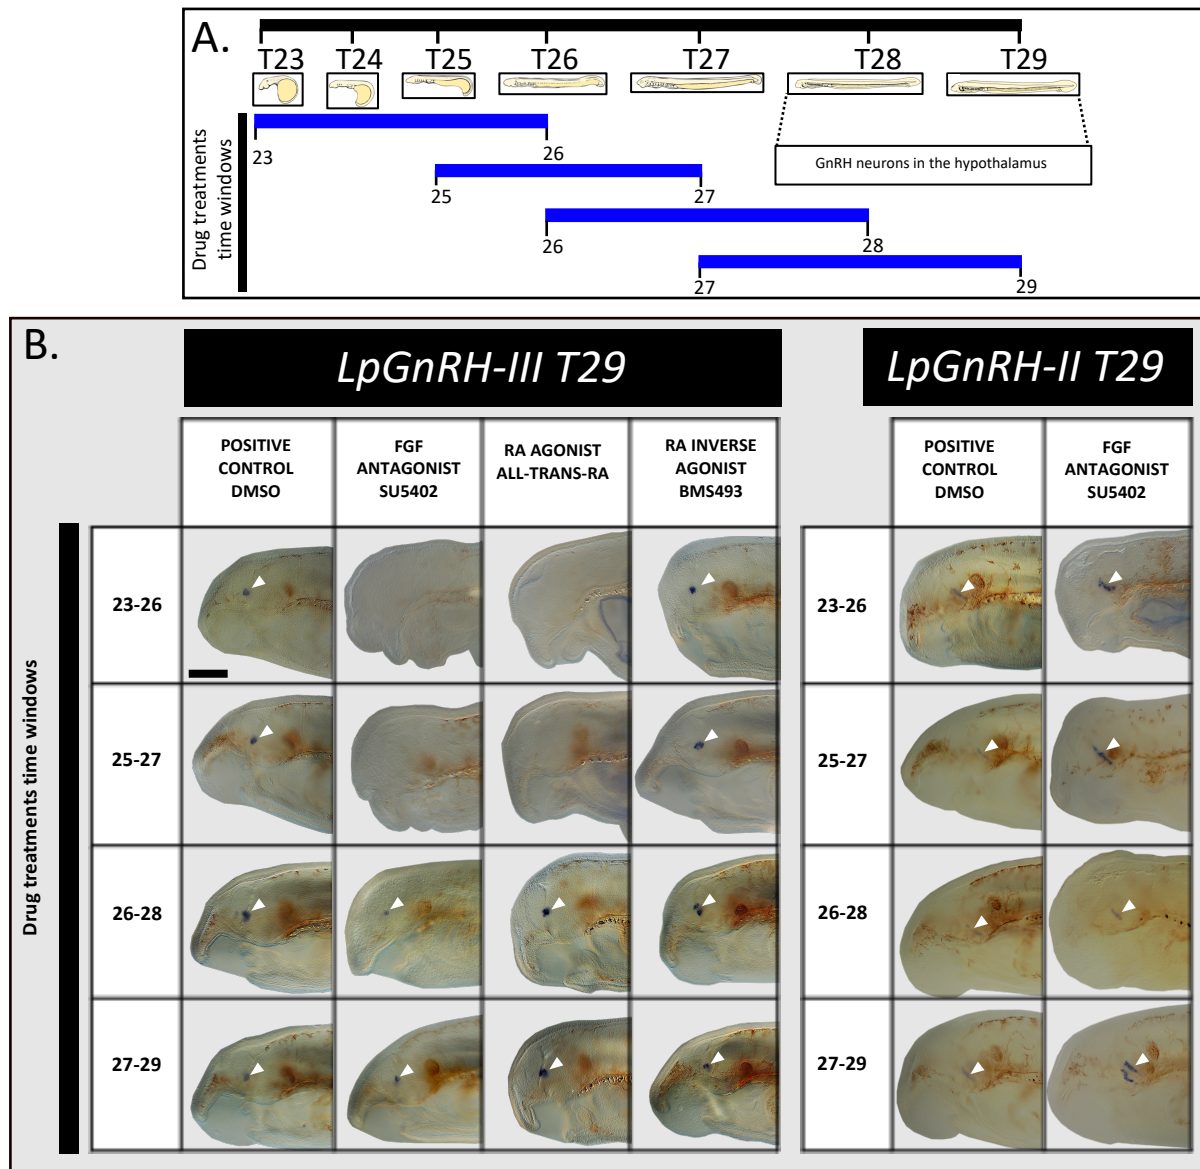 A.
T23 T24 T25 T26 T27 T28 T29
Drug treatments
time windows
23 26
GnRH neurons in the hypothalamus
25 27
26 28
27 29
B.
LpGnRH-III T29
LpGnRH-II T29
POSITIVE
CONTROL
DMSO
FGF
ANTAGONIST
SU5402
RA AGONIST
ALL-TRANS-RA
RA INVERSE
AGONIST
BMS493
POSITIVE
CONTROL
DMSO
FGF
ANTAGONIST
SU5402
Drug treatments time windows
23-26
23-26
25-27
25-27
26-28
26-28
27-29
27-29